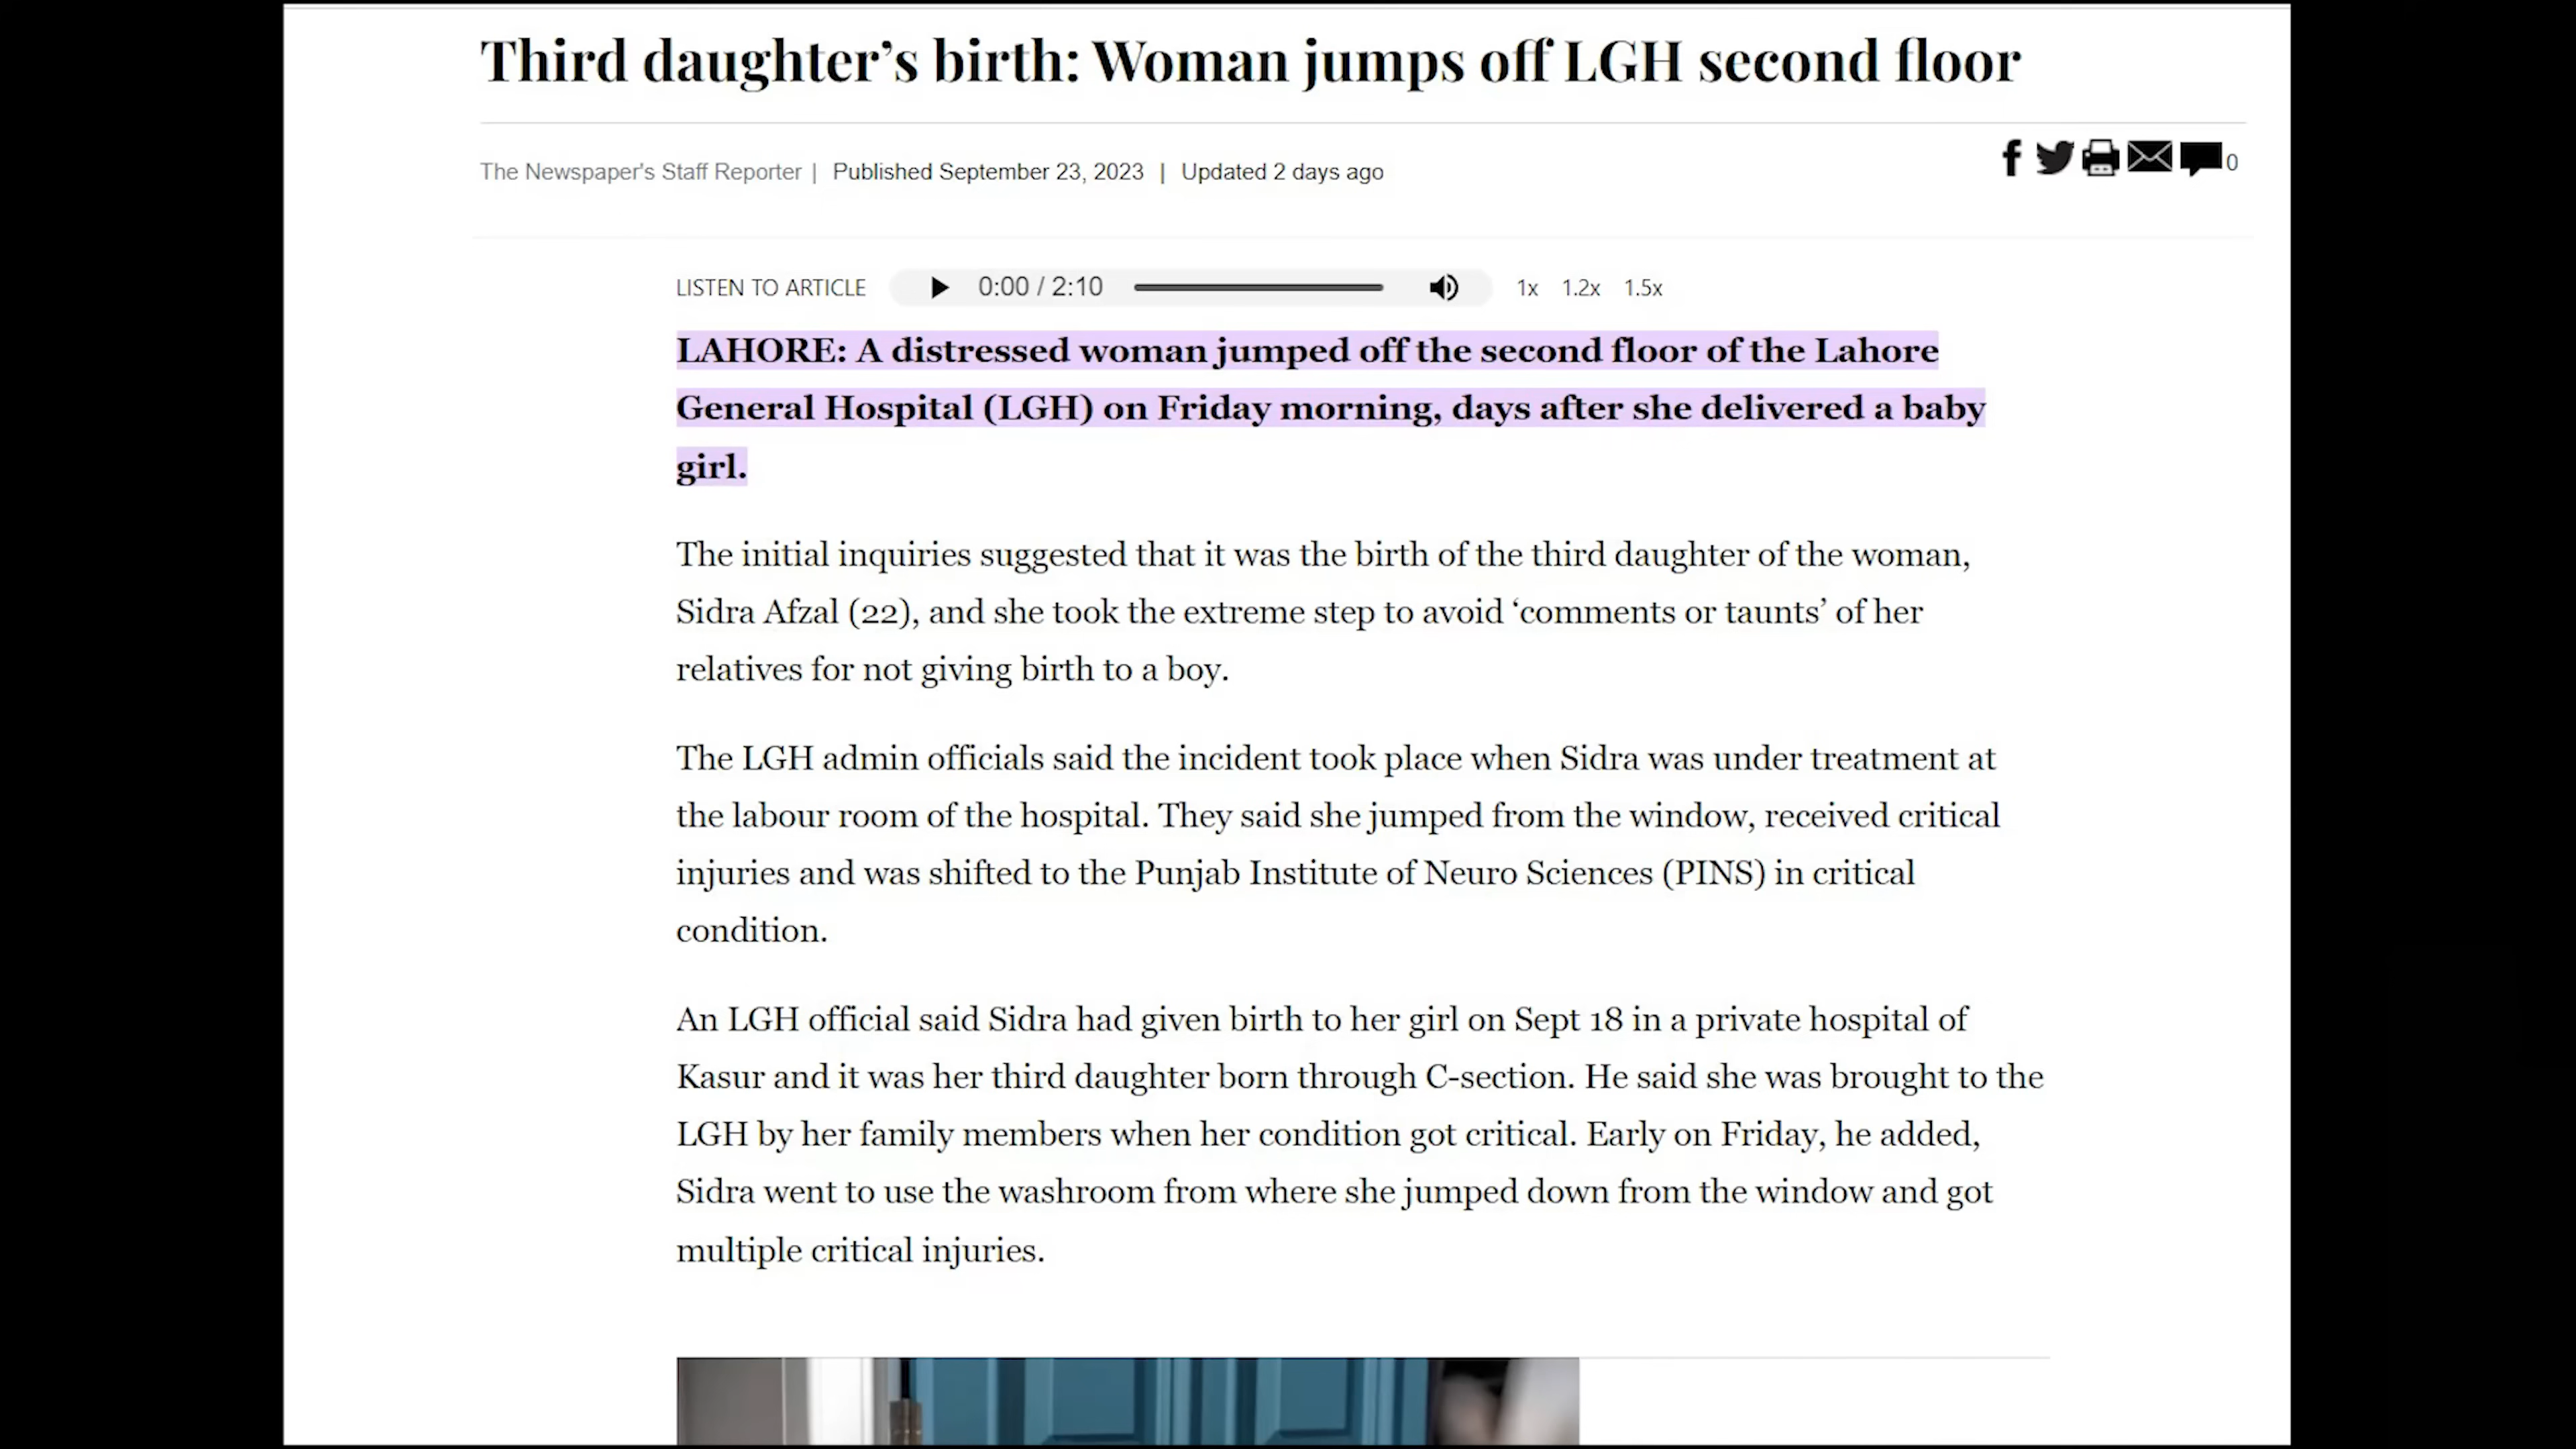 Third daughter’s birth: Woman jumps off LGH second floor
The Newspaper's Staff Reporter | Published September 23, 2023 | Updated 2 days ago
0
LISTEN TO ARTICLE 0:00 / 2:10 1x 1.2x 1.5x
LAHORE: A distressed woman jumped off the second floor of the Lahore
General Hospital (LGH) on Friday morning, days after she delivered a baby
girl.
The initial inquiries suggested that it was the birth of the third daughter of the woman,
Sidra Afzal (22), and she took the extreme step to avoid ‘comments or taunts’ of her
relatives for not giving birth to a boy.
The LGH admin officials said the incident took place when Sidra was under treatment at
the labour room of the hospital. They said she jumped from the window, received critical
injuries and was shifted to the Punjab Institute of Neuro Sciences (PINS) in critical
condition.
An LGH official said Sidra had given birth to her girl on Sept 18 in a private hospital of
Kasur and it was her third daughter born through C-section. He said she was brought to the
LGH by her family members when her condition got critical. Early on Friday, he added,
Sidra went to use the washroom from where she jumped down from the window and got
multiple critical injuries.